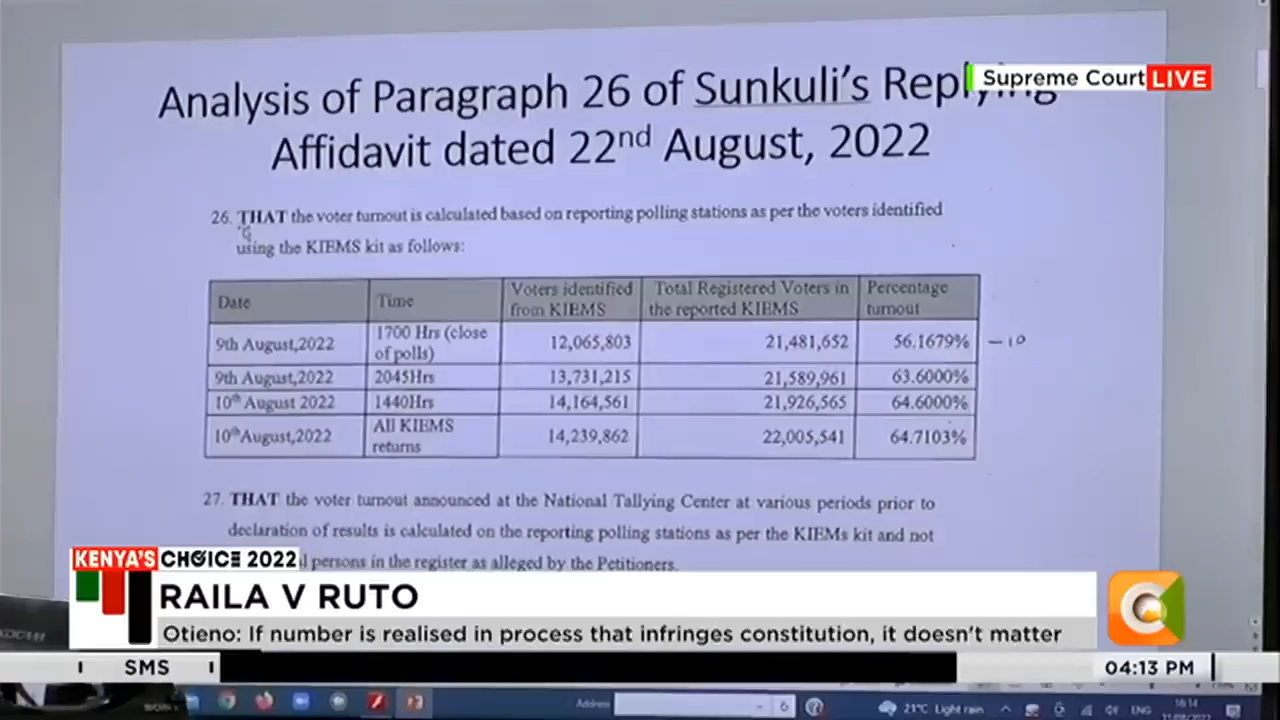 Analysis of Paragraph 26 of Sunkuli's Replying
Affidavit dated 22nd August, 2022
Supreme Court LIVE
26. THAT the voter turnout is calculated based on reporting polling stations as per the voters identified
using the KIEMS kit as follows:
Date
Time
Voters identified
from KIEMS
Total Registered Voters in
the reported KIEMS
Percentage
turnout
9th August,2022
1700 Hrs (close
of polls)
12,065,803
21,481,652
56.1679%
9th August,2022
2045Hrs
13,731,215
21,589,961
63.6000%
10th August 2022
1440Hrs
14,164,561
21,926,565
64.6000%
10th August,2022
All KIEMS
returns
14,239,862
22,005,541
64.7103%
27. THAT the voter turnout announced at the National Tallying Center at various periods prior to
declaration of results is calculated on the reporting polling stations as per the KIEMs kit and not
persons in the register as alleged by the Petitioners.
KENYA'S CHOICE 2022
RAILA V RUTO
Otieno: If number is realised in process that infringes constitution, it doesn't matter
SMS
04:13 PM
Address
21°C Light rain
ENG
16:14